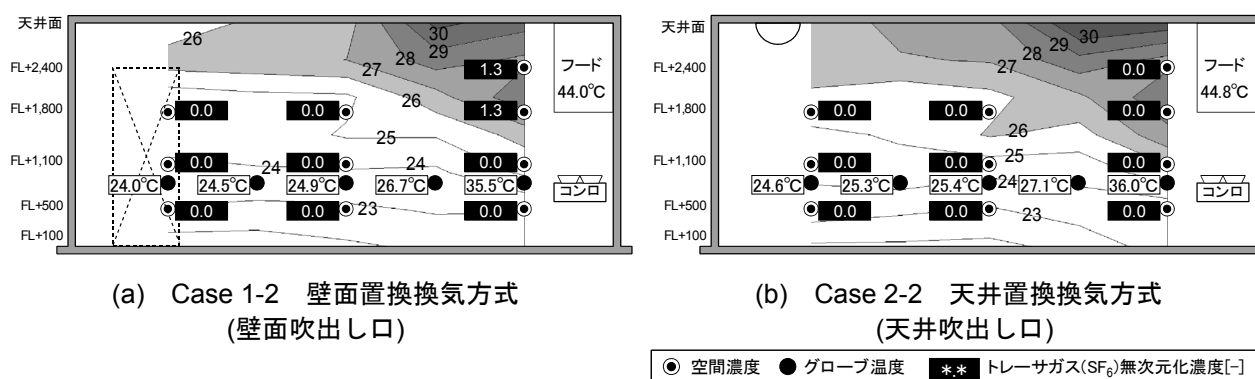 天井面
FL+2,400
FL+1,800
FL+1,100
FL+500
FL+100
26
27
28
29
30
26
25
24
24
23
1.3
1.3
0.0
0.0
0.0
0.0
0.0
0.0
0.0
0.0
24.0℃
24.5℃
24.9℃
26.7℃
35.5℃
フード
44.0℃
コンロ
(a) Case 1-2 壁面置換換気方式
(壁面吹出し口)
天井面
FL+2,400
FL+1,800
FL+1,100
FL+500
FL+100
27
28
29
30
26
25
24
23
0.0
0.0
0.0
0.0
0.0
0.0
0.0
0.0
0.0
0.0
24.6℃
25.3℃
25.4℃
27.1℃
36.0℃
フード
44.8℃
コンロ
(b) Case 2-2 天井置換換気方式
(天井吹出し口)
空間濃度 グローブ温度 *.* トレーサガス(SF₆)無次元化濃度[-]